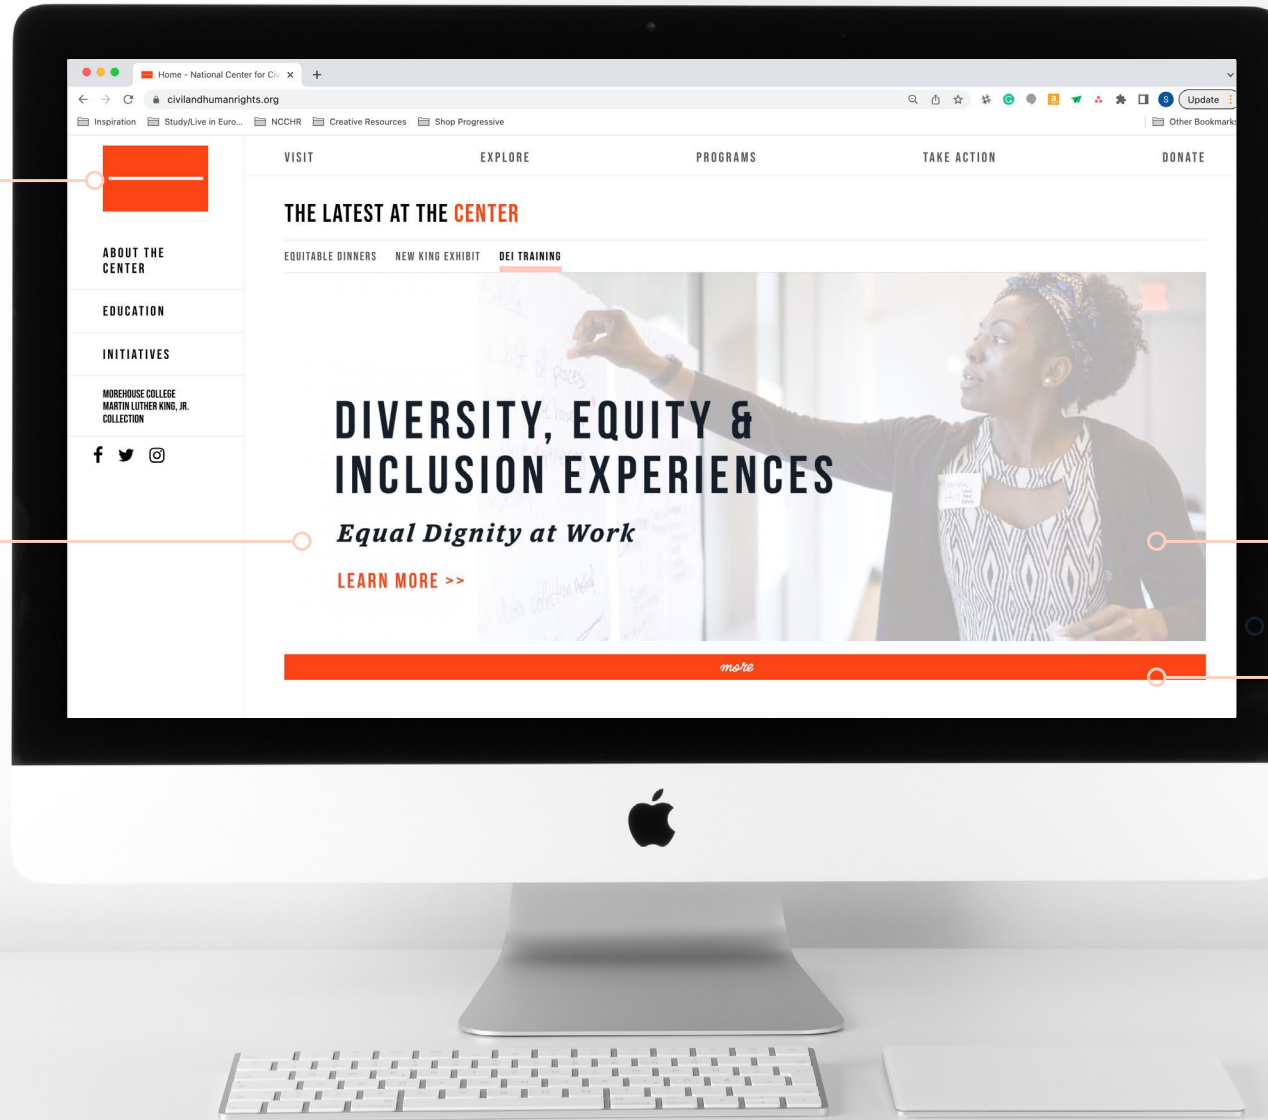 Home - National Center for Civ
civilandhumanrights.org
Update
Inspiration
Study/Live in Euro...
NCCHR
Creative Resources
Shop Progressive
Other Bookmarks
VISIT
EXPLORE
PROGRAMS
TAKE ACTION
DONATE
THE LATEST AT THE CENTER
ABOUT THE
CENTER
EDUCATION
INITIATIVES
MOREHOUSE COLLEGE
MARTIN LUTHER KING, JR.
COLLECTION
EQUITABLE DINNERS
NEW KING EXHIBIT
DEI TRAINING
DIVERSITY, EQUITY &
INCLUSION EXPERIENCES
Equal Dignity at Work
LEARN MORE >>
more